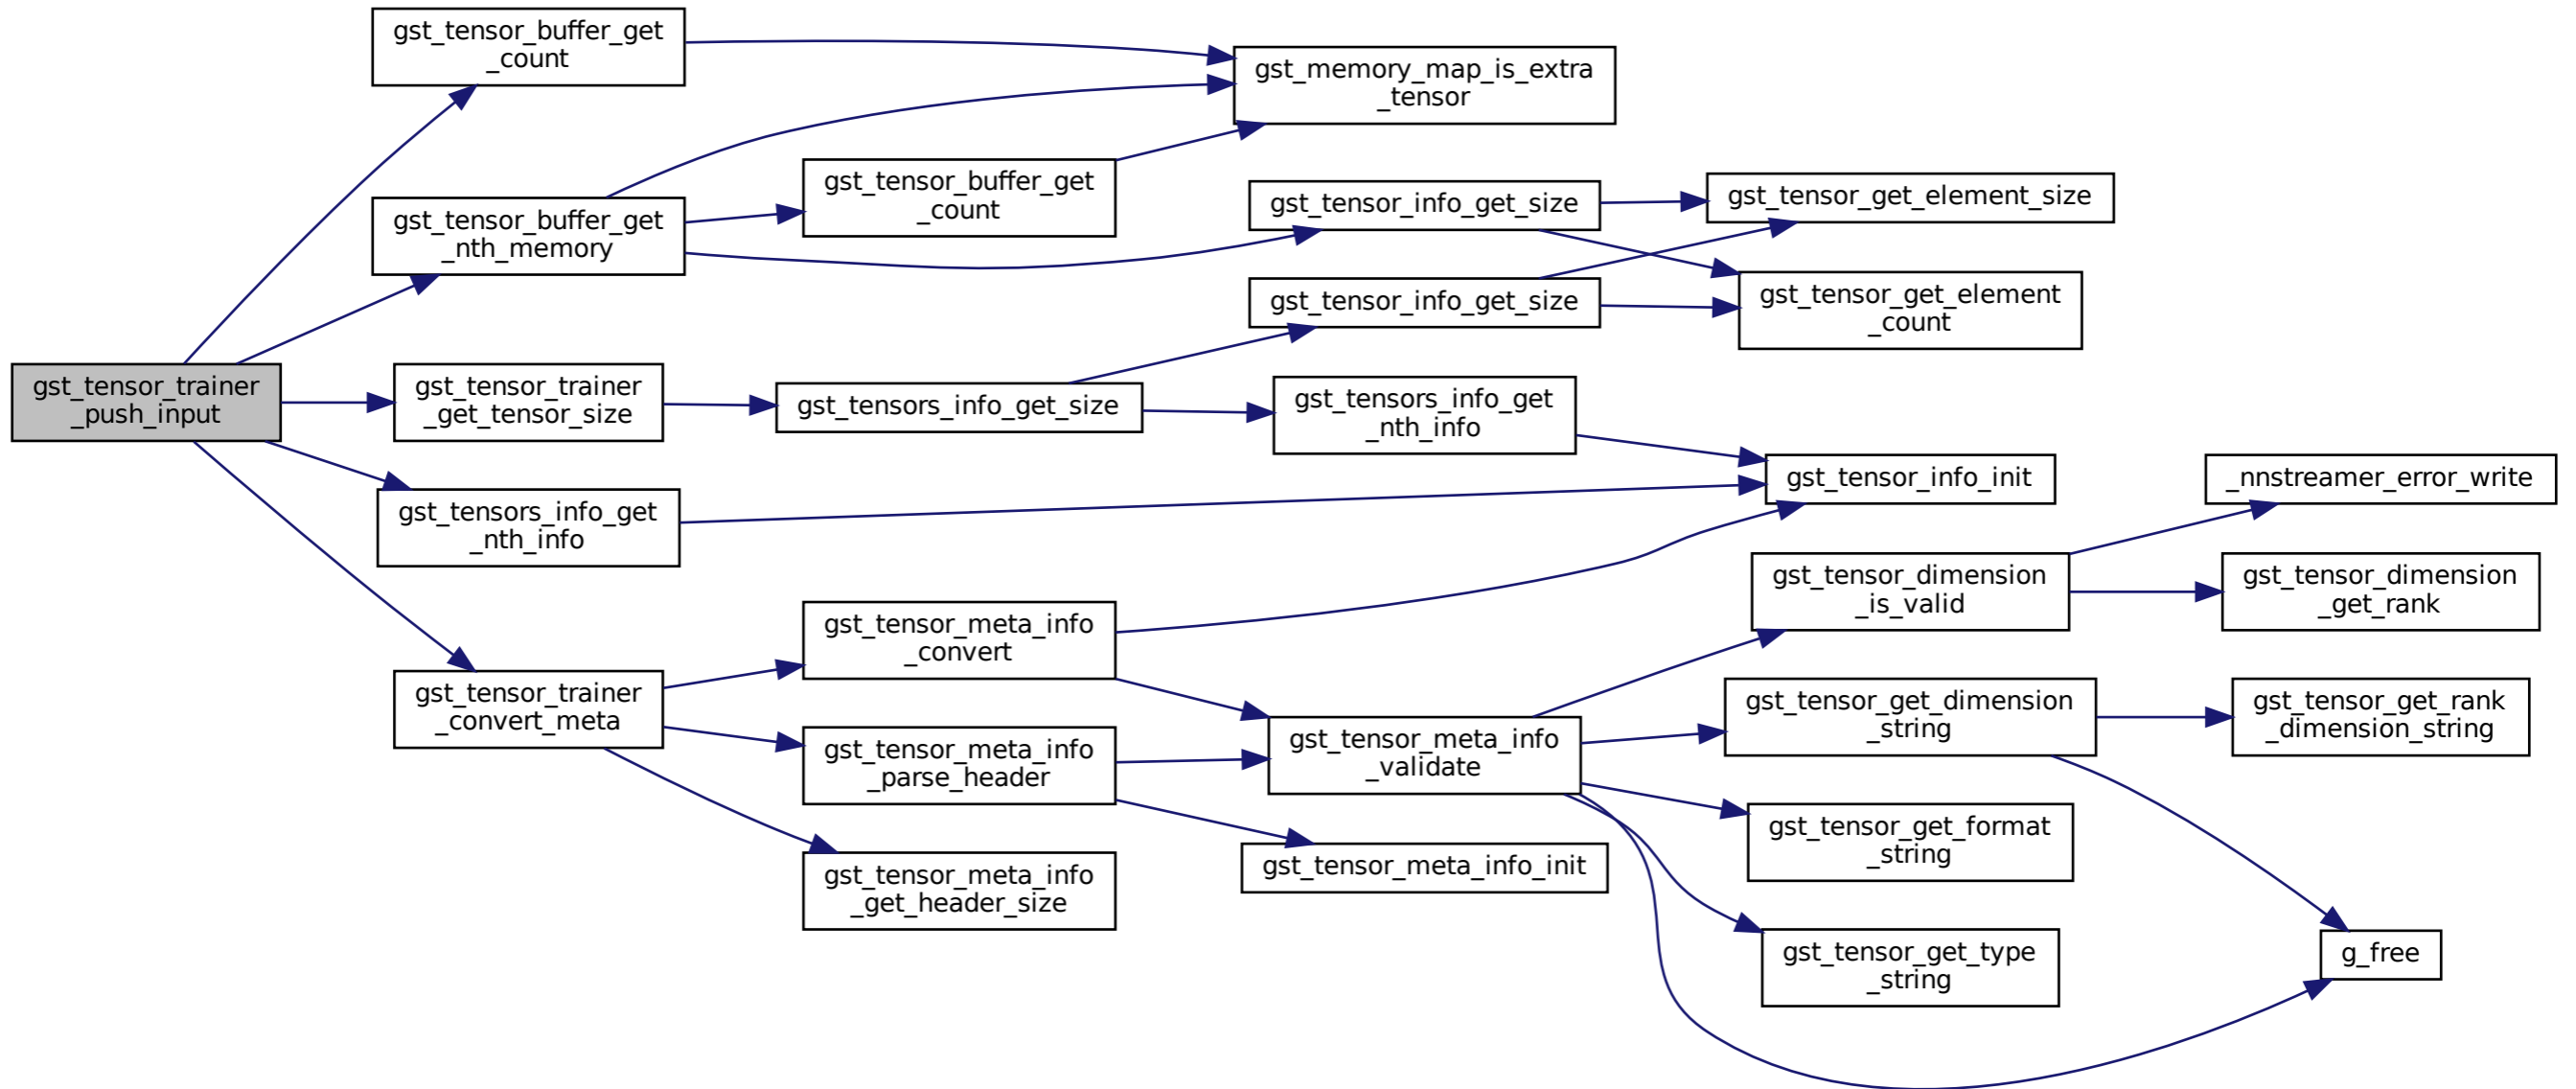 gst_tensor_trainer
_push_input
gst_tensor_buffer_get
_count
gst_tensor_buffer_get
_nth_memory
gst_tensor_trainer
_get_tensor_size
gst_tensors_info_get
_nth_info
gst_tensor_trainer
_convert_meta
gst_tensor_buffer_get
_count
gst_tensors_info_get_size
gst_tensor_meta_info
_convert
gst_tensor_meta_info
_parse_header
gst_tensor_meta_info
_get_header_size
gst_memory_map_is_extra
_tensor
gst_tensor_info_get_size
gst_tensor_info_get_size
gst_tensors_info_get
_nth_info
gst_tensor_meta_info
_validate
gst_tensor_meta_info_init
gst_tensor_get_element_size
gst_tensor_get_element
_count
gst_tensor_info_init
gst_tensor_dimension
_is_valid
gst_tensor_get_dimension
_string
gst_tensor_get_format
_string
gst_tensor_get_type
_string
_nnstreamer_error_write
gst_tensor_dimension
_get_rank
gst_tensor_get_rank
_dimension_string
g_free